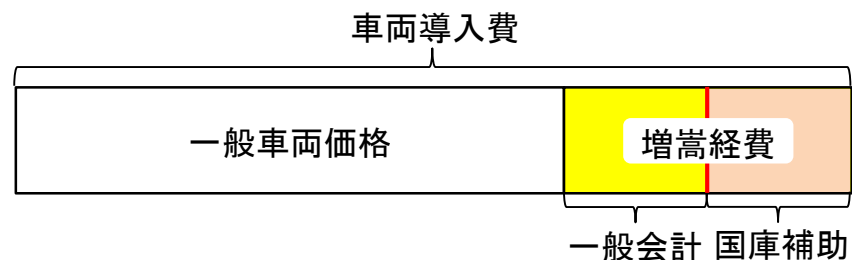 車両導入費
一般車両価格
増嵩経費
一般会計
国庫補助